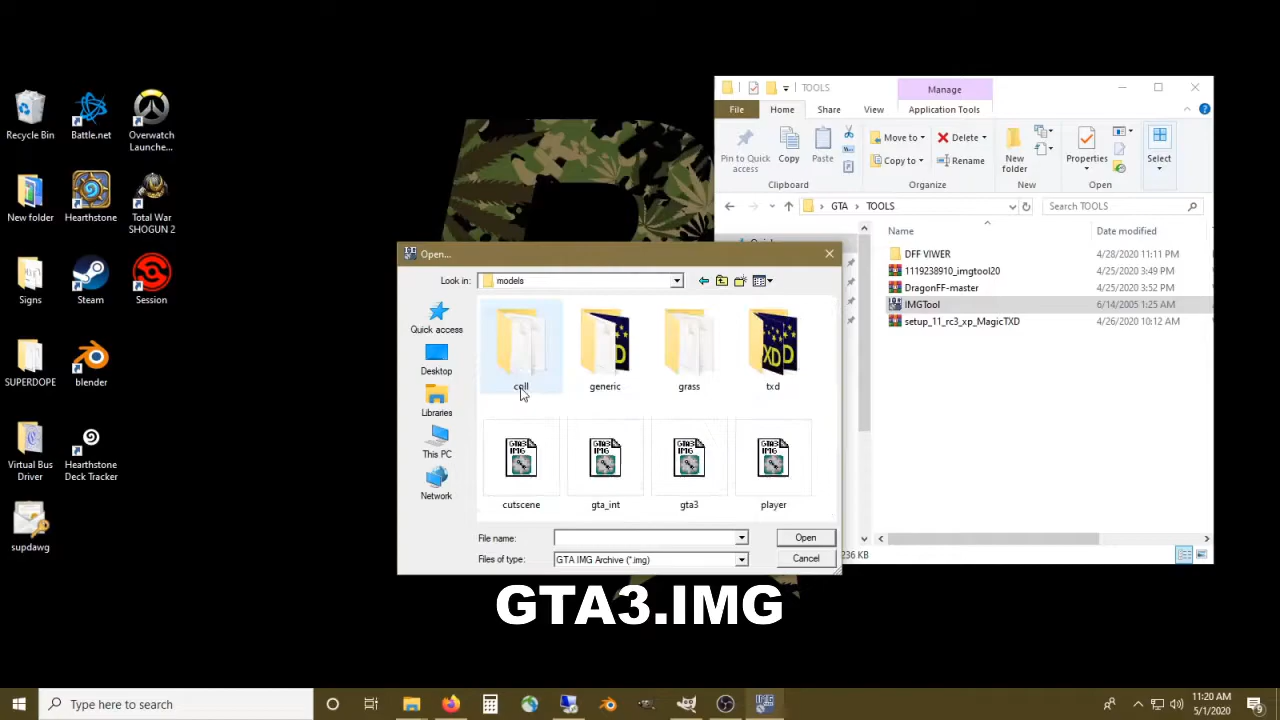 Recycle Bin
Battle.net
Overwatch
Launche...
New folder
Hearthstone
Total War
SHOGUN 2
Signs
Steam
Session
SUPERDOPE
blender
Virtual Bus
Driver
Hearthstone
Deck Tracker
supdawg
TOOLS
Manage
File
Home
Share
View
Application Tools
Pin to Quick
access
Copy
Paste
Move to
Copy to
Delete
Rename
New
folder
Properties
Select
Clipboard
Organize
New
Open
GTA
TOOLS
Search TOOLS
Name
Date modified
DFF VIWER
4/28/2020 11:11 PM
1119238910_imgtool20
4/25/2020 3:49 PM
DragonFF-master
4/25/2020 3:52 PM
IMGTool
6/14/2005 1:25 AM
setup_11_rc3_xp_MagicTXD
4/26/2020 10:12 AM
236 KB
Open...
Look in:
models
Quick access
Desktop
Libraries
This PC
Network
coll
generic
grass
txd
cutscene
gta_int
gta3
player
File name:
Open
Files of type:
GTA IMG Archive (*.img)
Cancel
GTA3.IMG
Type here to search
11:20 AM
5/1/2020